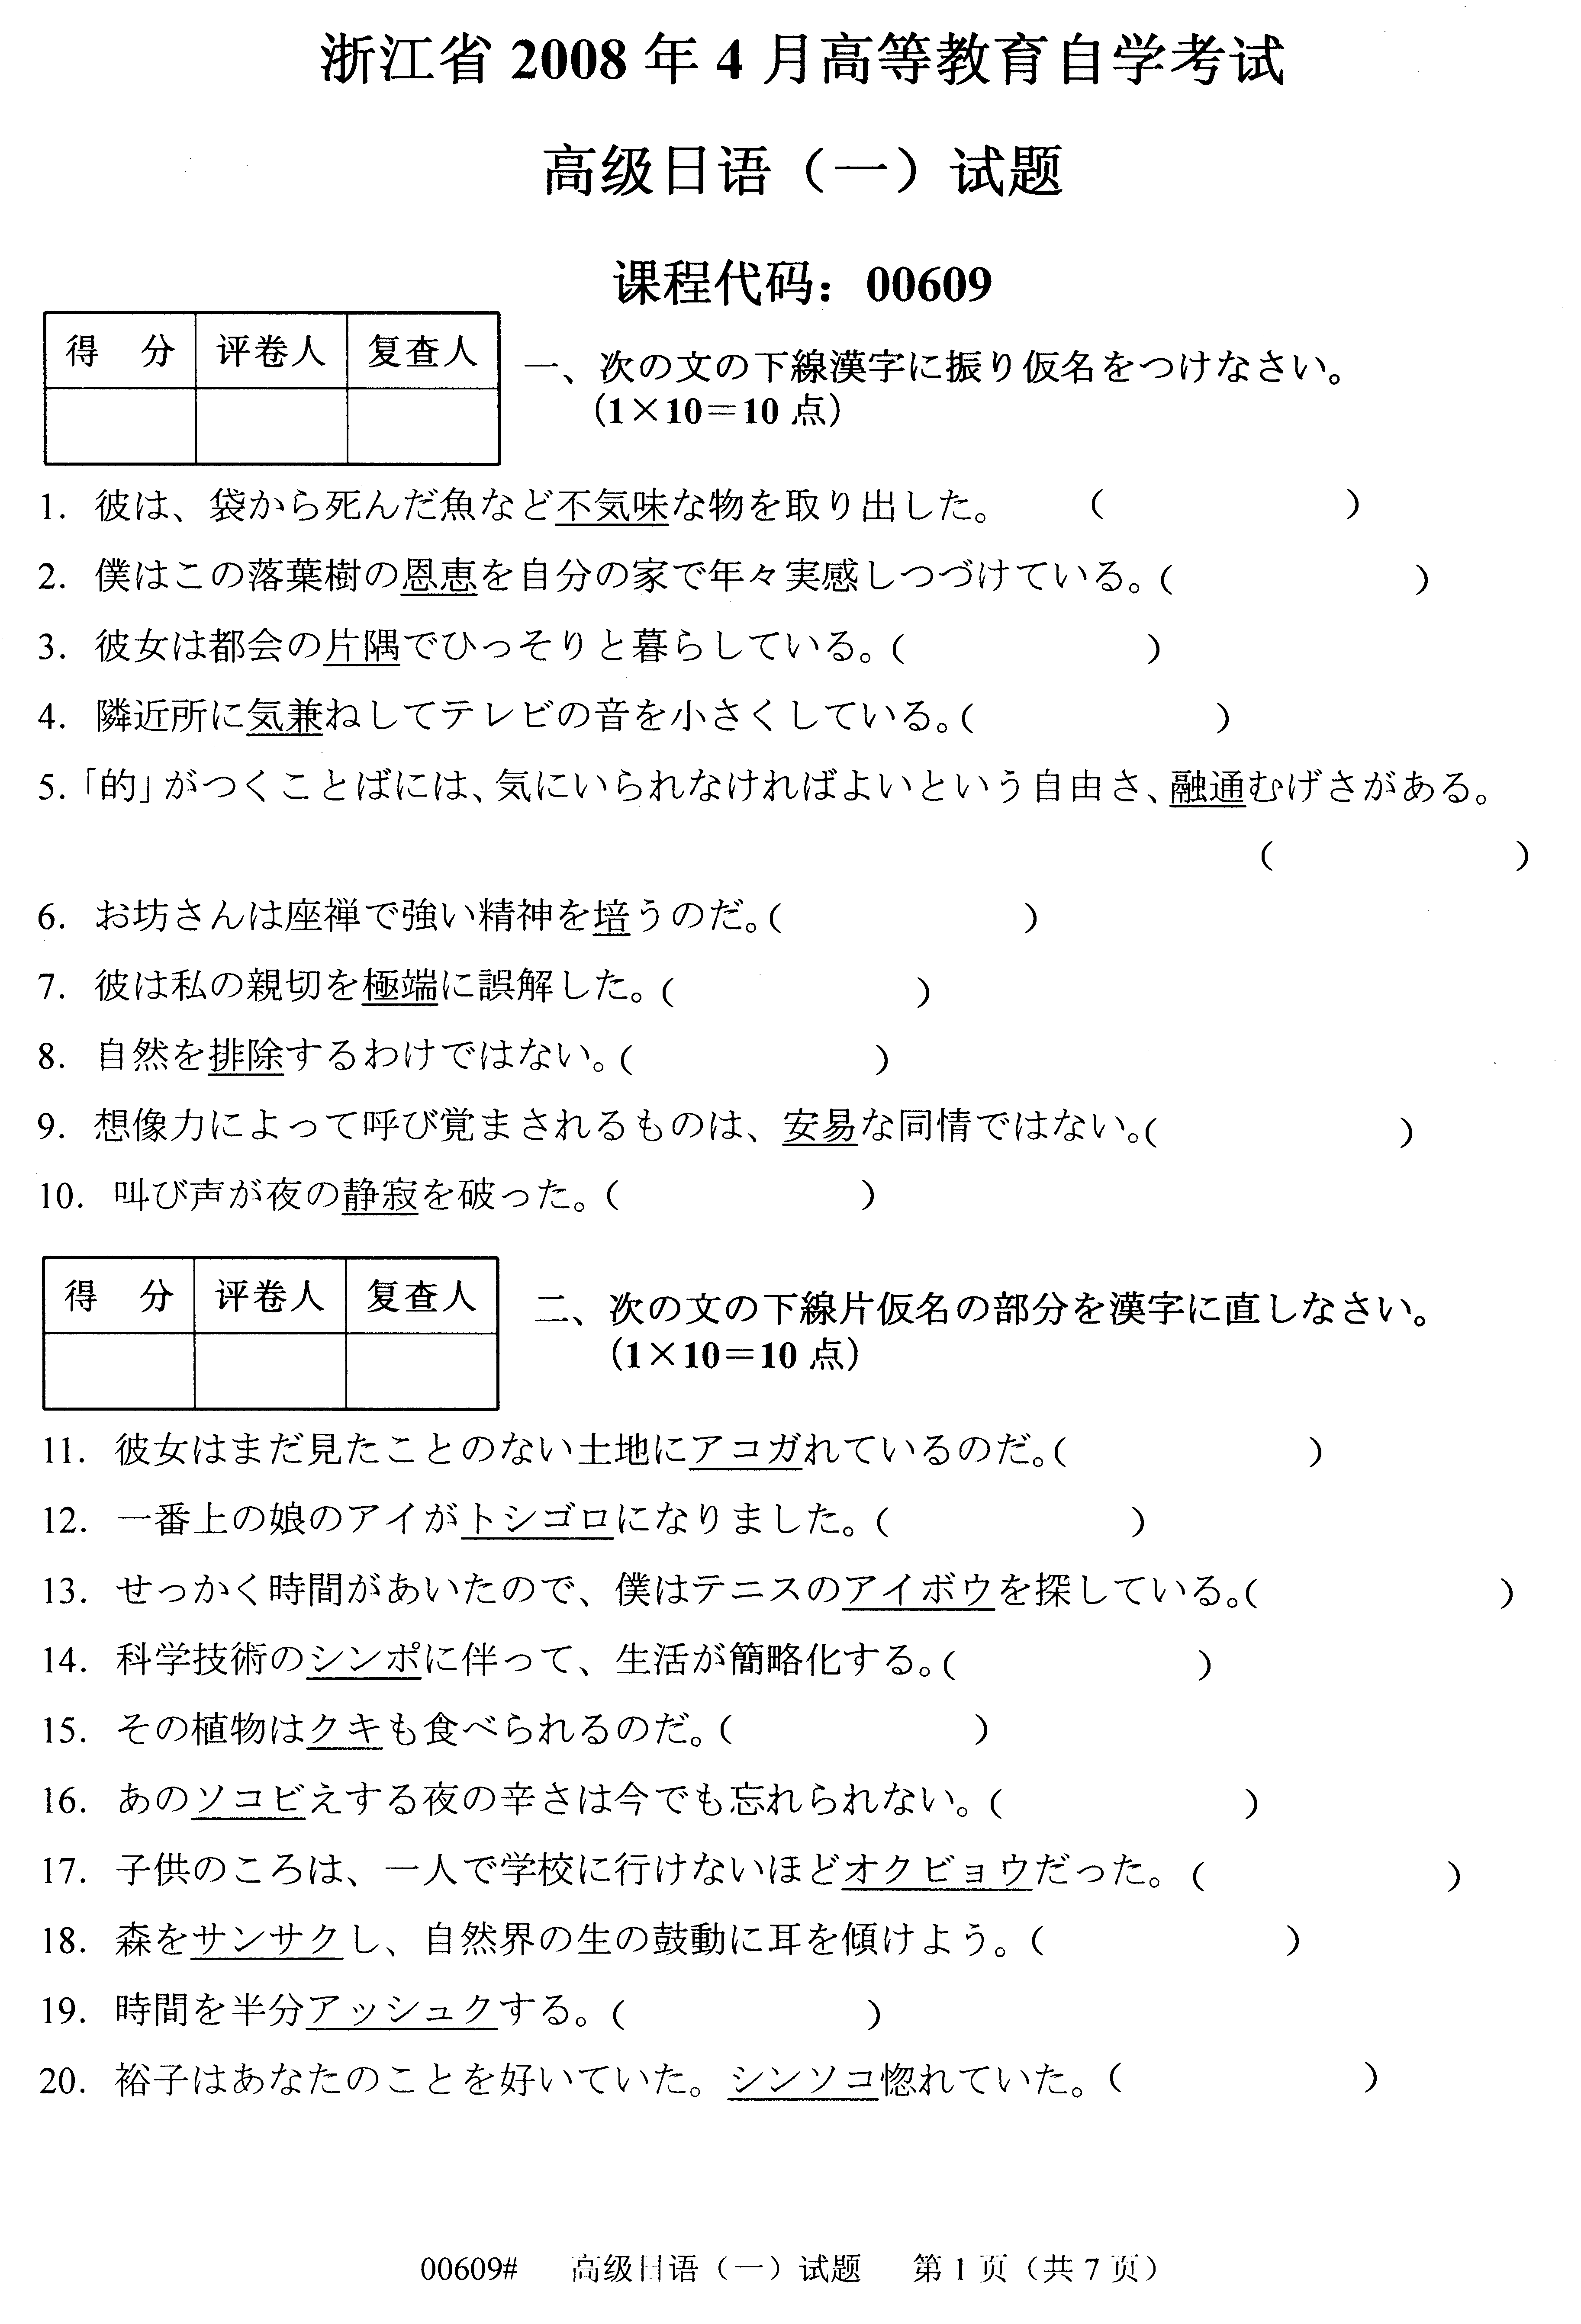 浙江省 2008 年 4 月高等教育自学考试
高级日语（一）试题
课程代码：00609
得 分 评卷人 复查人
一、次の文の下線漢字に振り仮名をつけなさい。
（1×10＝10 点）
1. 彼は、袋から死んだ魚など不気味な物を取り出した。 （ ）
2. 僕はこの落葉樹の恩恵を自分の家で年々実感しつづけている。（ ）
3. 彼女は都会の片隅でひっそりと暮らしている。（ ）
4. 隣近所に気兼ねしてテレビの音を小さくしている。（ ）
5.「的」がつくことばには、気にいられなければよいという自由さ、融通むげさがある。
（ ）
6. お坊さんは座禅で強い精神を培うのだ。（ ）
7. 彼は私の親切を極端に誤解した。（ ）
8. 自然を排除するわけではない。（ ）
9. 想像力によって呼び覚まされるものは、安易な同情ではない。（ ）
10. 叫び声が夜の静寂を破った。（ ）
得 分 评卷人 复查人
二、次の文の下線片仮名の部分を漢字に直しなさい。
（1×10＝10 点）
11. 彼女はまだ見たことのない土地にアコガれているのだ。（ ）
12. 一番上の娘のアイがトシゴロになりました。（ ）
13. せっかく時間があいたので、僕はテニスのアイボウを探している。（ ）
14. 科学技術のシンポに伴って、生活が簡略化する。（ ）
15. その植物はクキも食べられるのだ。（ ）
16. あのソコビえする夜の辛さは今でも忘れられない。（ ）
17. 子供のころは、一人で学校に行けないほどオクビョウだった。（ ）
18. 森をサンサクし、自然界の生の鼓動に耳を傾けよう。（ ）
19. 時間を半分アッシュクする。（ ）
20. 裕子はあなたのことを好いていた。シンソコ惚れていた。（ ）
00609# 高级日语（一）试题 第 1 页（共 7 页）